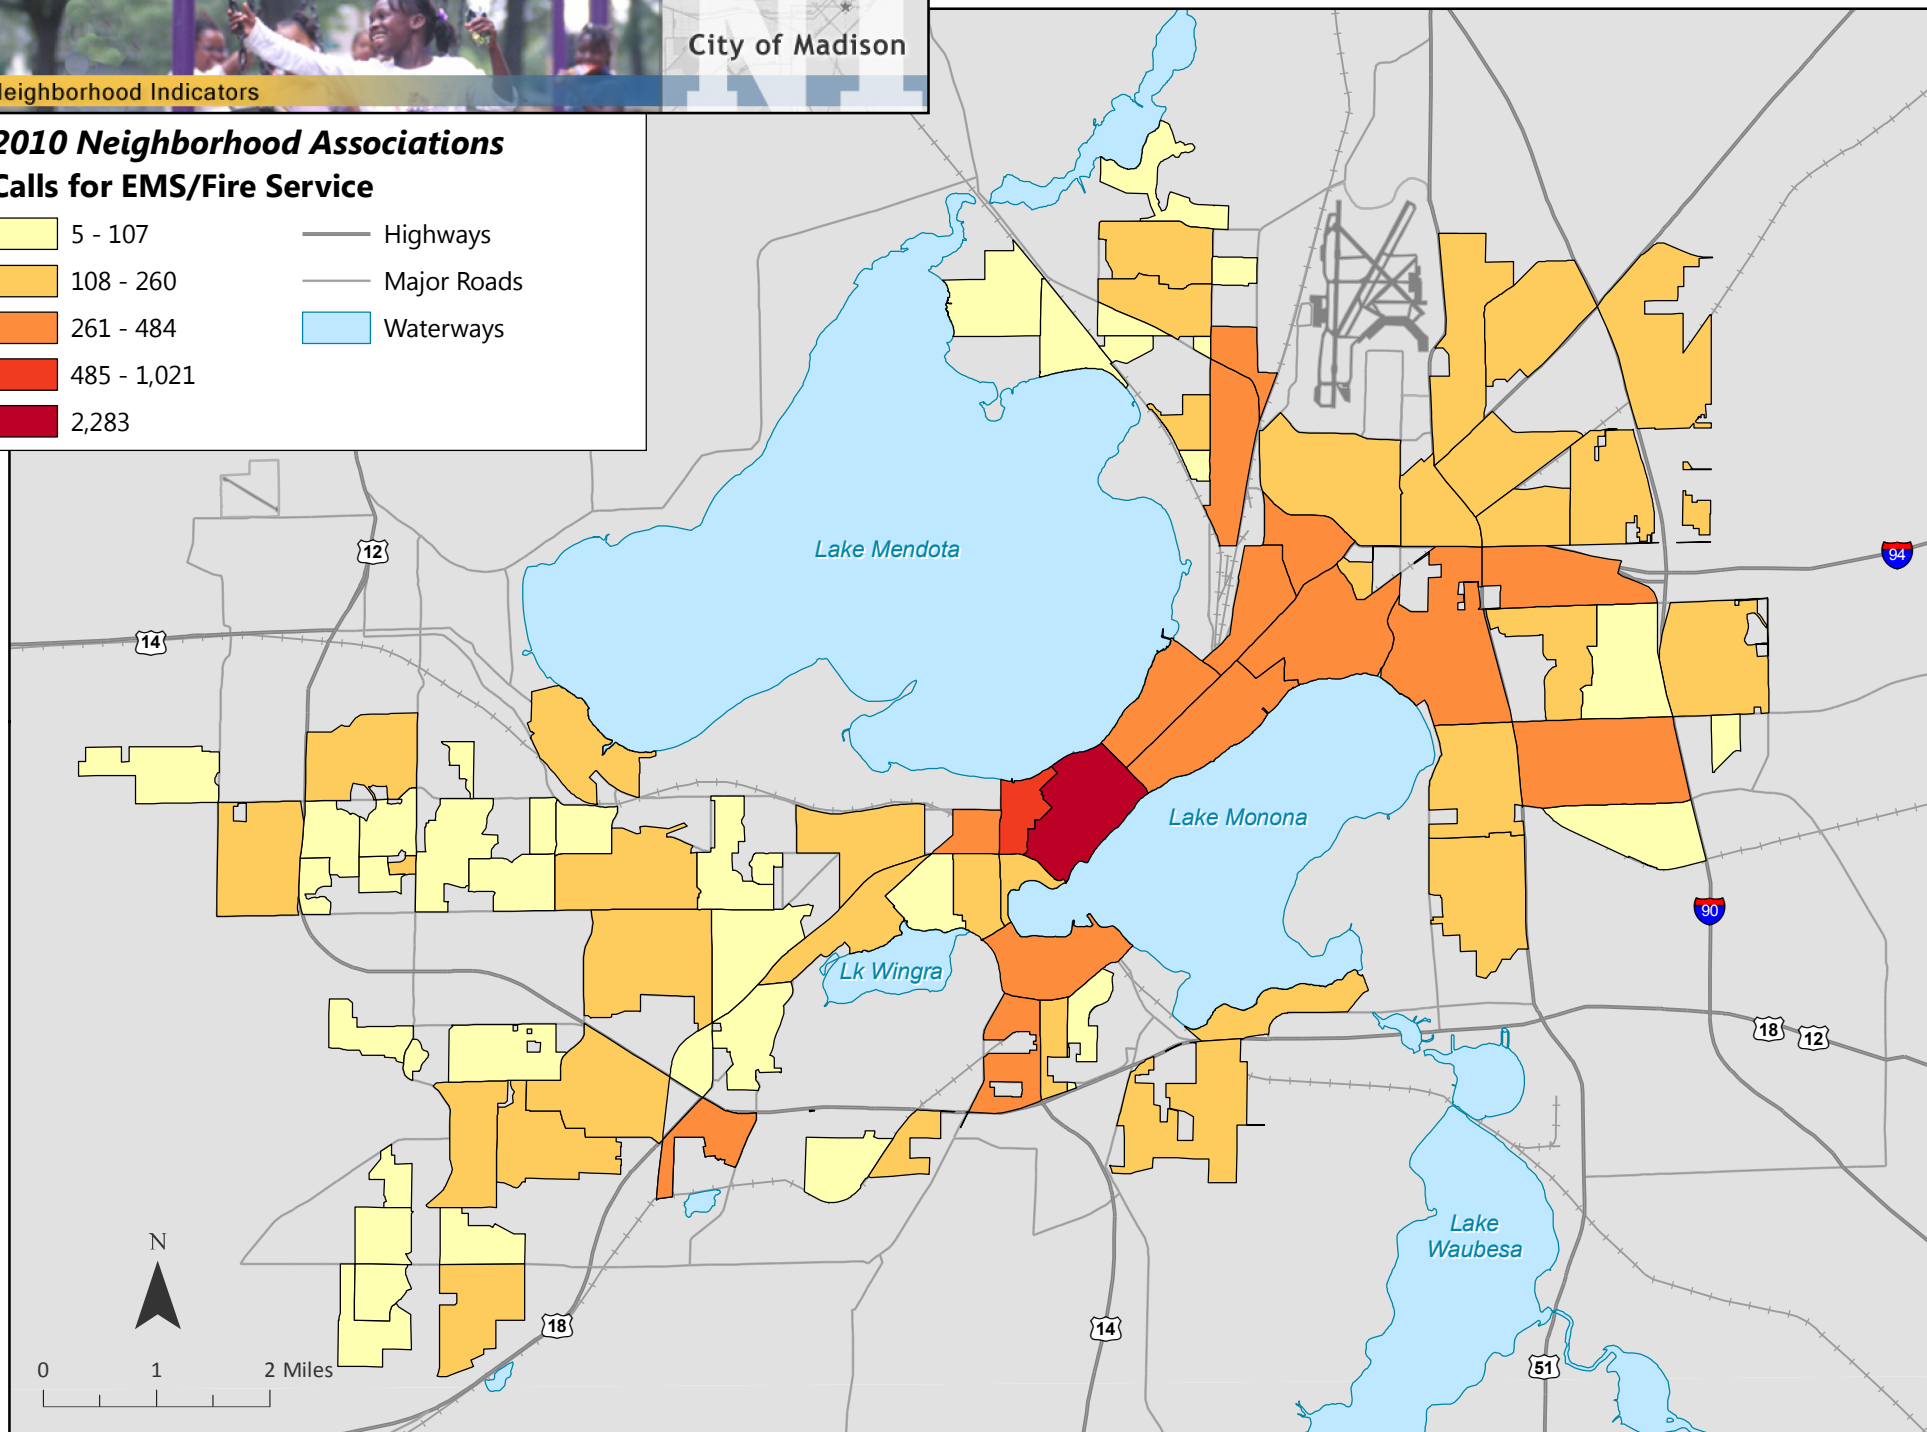 City of Madison
eighborhood Indicators
2010 Neighborhood Associations
Calls for EMS/Fire Service
5 - 107
108 - 260
261 - 484
485 - 1,021
2,283
Highways
Major Roads
Waterways
12
14
Lake Mendota
94
Lake Monona
90
Lk Wingra
18
12
Lake
Waubesa
N
18
14
51
0 1 2 Miles